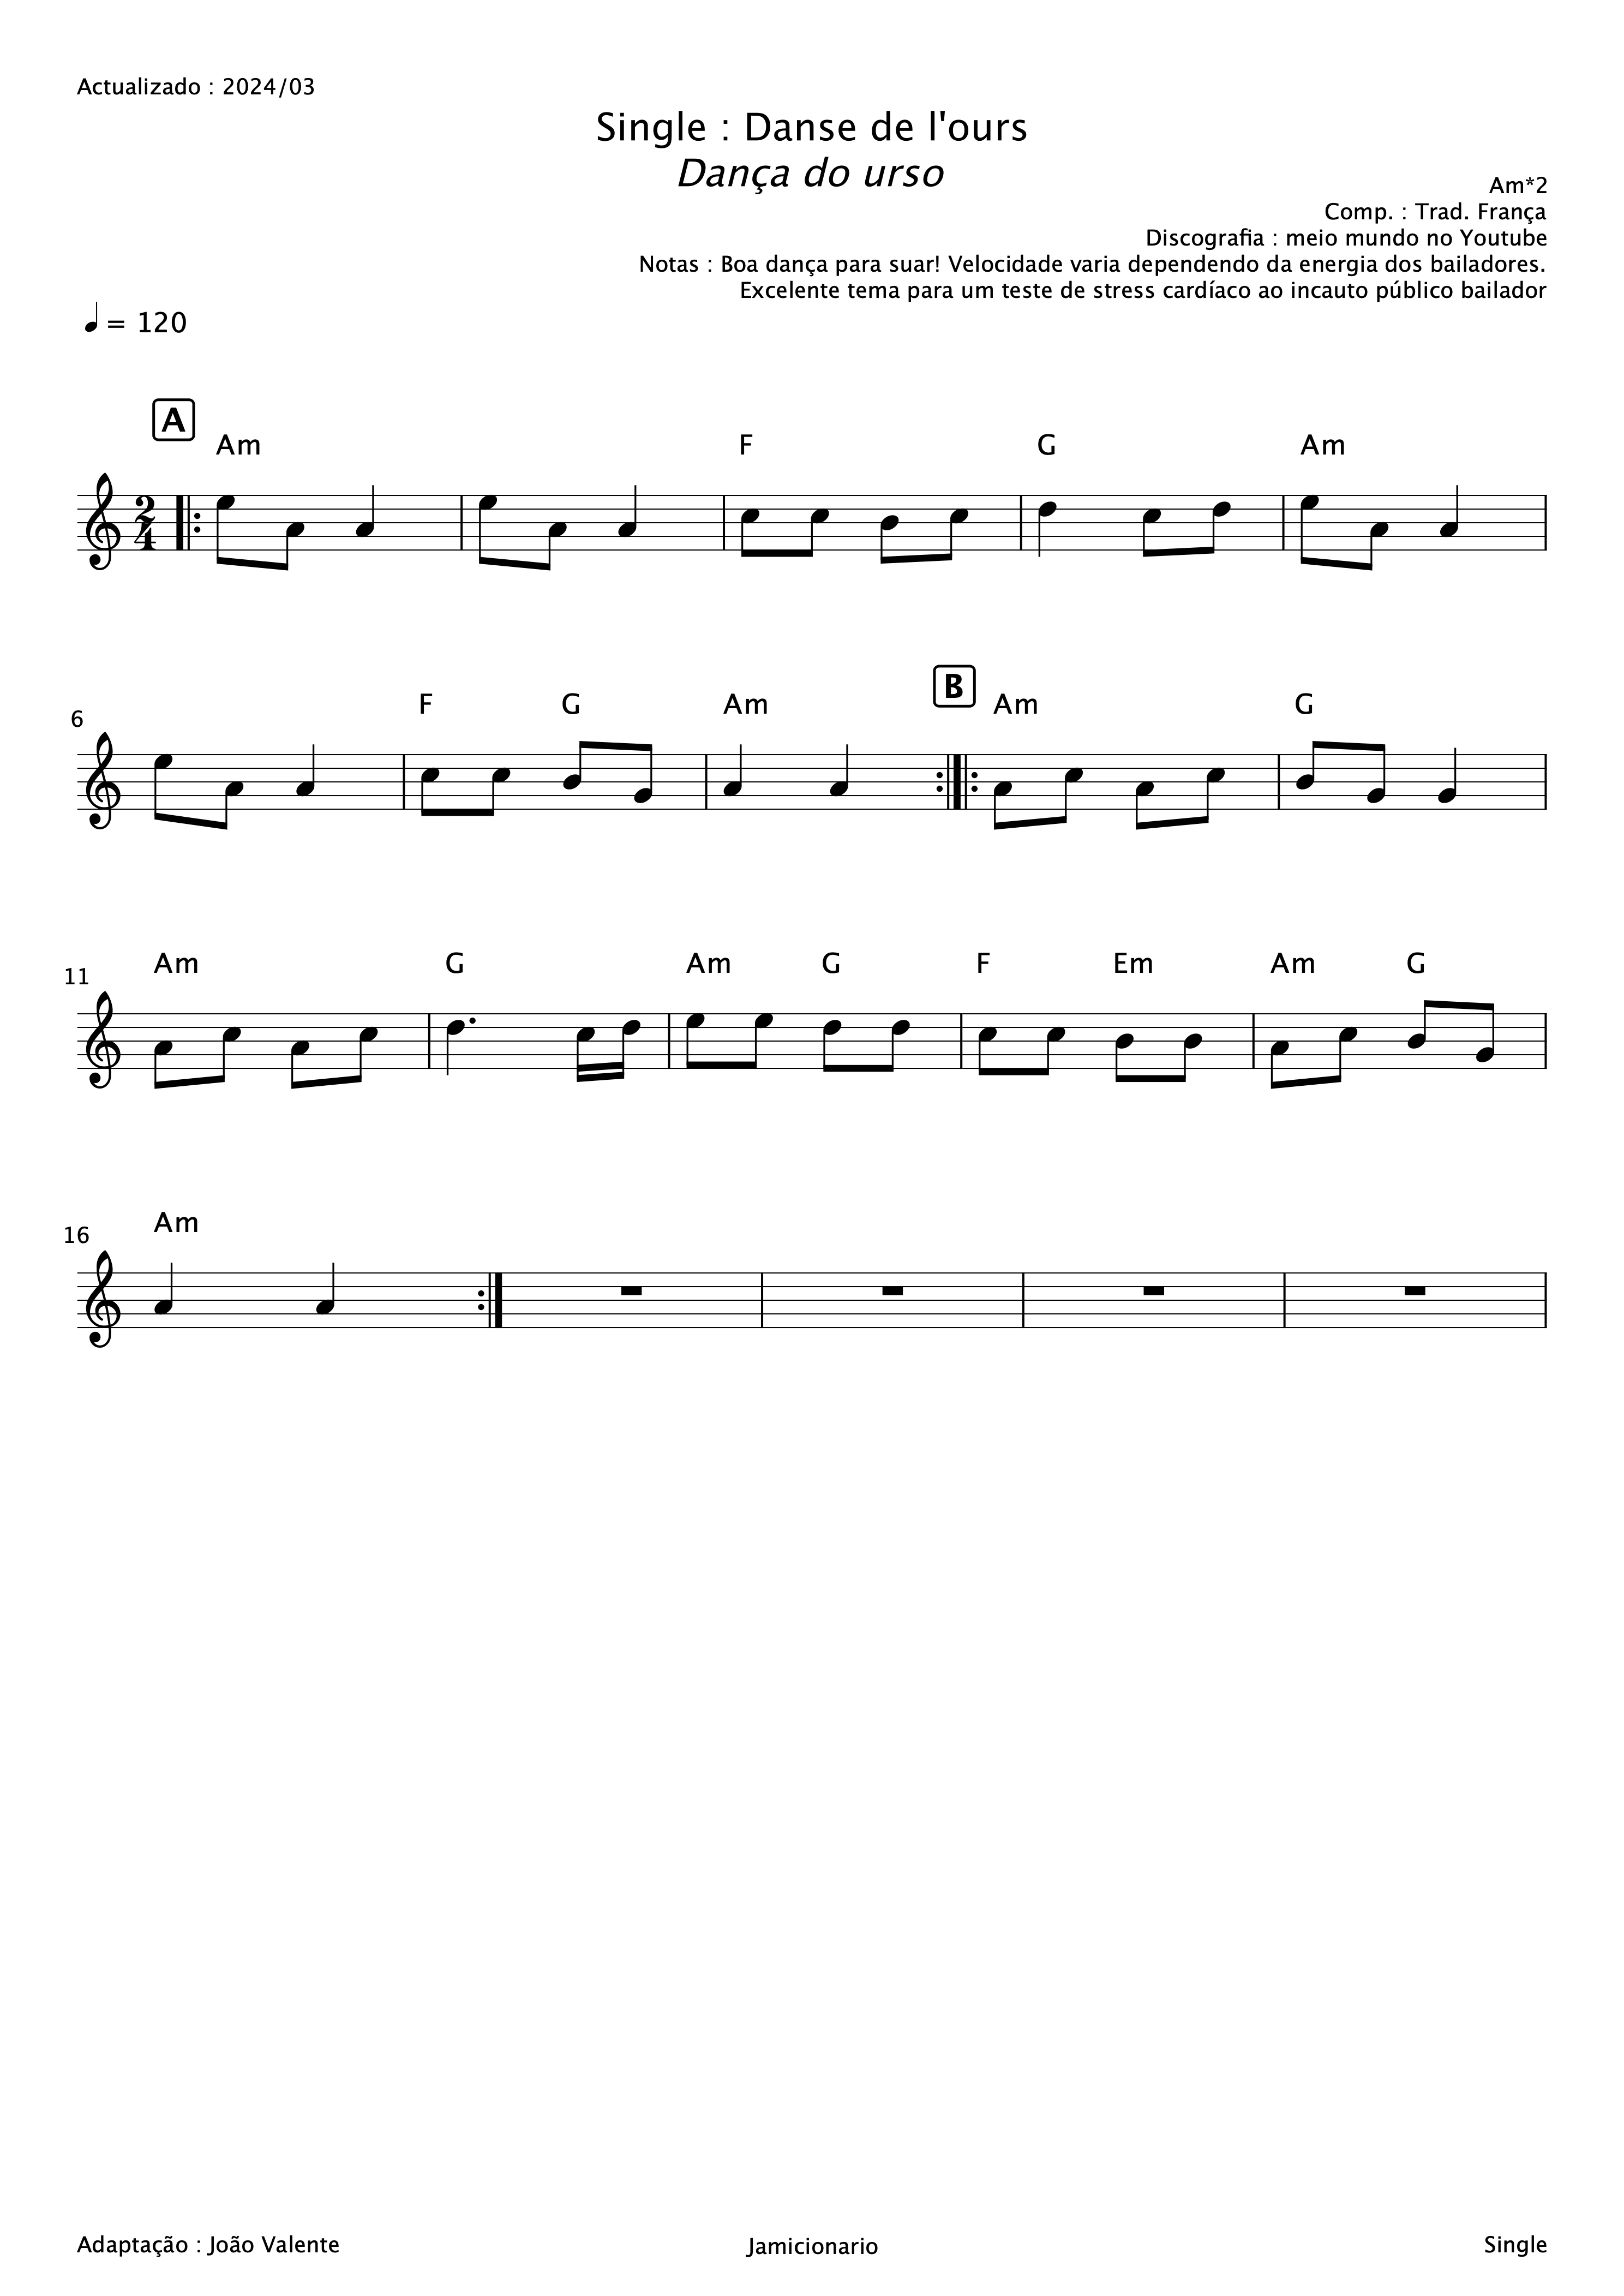 Actualizado : 2024/03
Single : Danse de l'ours
Dança do urso
Am*2
Comp. : Trad. França
Discografia : meio mundo no Youtube
Notas : Boa dança para suar! Velocidade varia dependendo da energia dos bailadores.
Excelente tema para um teste de stress cardíaco ao incauto público bailador
= 120
A
Am F G Am
2
4
B
6 F G Am Am G
11 Am G Am G F Em Am G
16 Am
Adaptação : João Valente Jamicionario Single